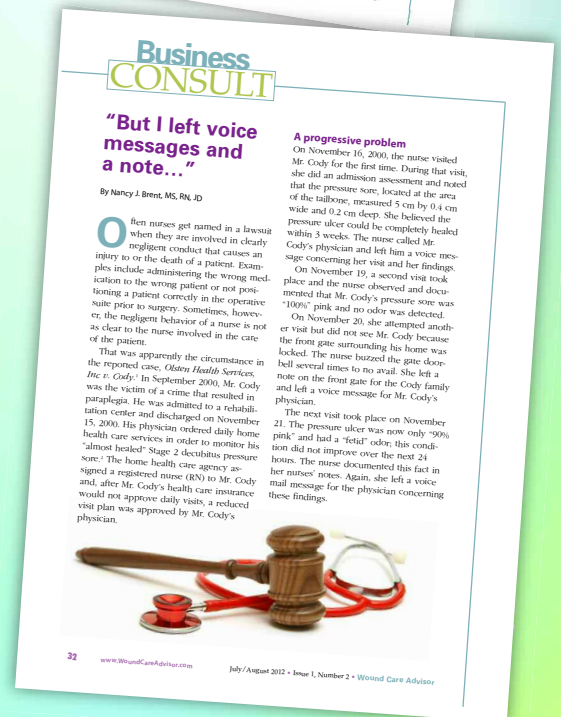 Business
CONSULT
“But I left voice
messages and
a note…”
By Nancy J. Brent, MS, RN, JD
Often nurses get named in a lawsuit
when they are involved in clearly
negligent conduct that causes an
injury to or the death of a patient. Exam-
ples include administering the wrong med-
ication to the wrong patient or not posi-
tioning a patient correctly in the operative
suite prior to surgery. Sometimes, howev-
er, the negligent behavior of a nurse is not
as clear to the nurse involved in the care
of the patient.
That was apparently the circumstance in
the reported case, Olsten Health Services,
Inc v. Cody.¹ In September 2000, Mr. Cody
was the victim of a crime that resulted in
paraplegia. He was admitted to a rehabili-
tation center and discharged on November
15, 2000. His physician ordered daily home
health care services in order to monitor his
“almost healed” Stage 2 decubitus pressure
sore.² The home health care agency as-
signed a registered nurse (RN) to Mr. Cody
and, after Mr. Cody’s health care insurance
would not approve daily visits, a reduced
visit plan was approved by Mr. Cody’s
physician.
A progressive problem
On November 16, 2000, the nurse visited
Mr. Cody for the first time. During that visit,
she did an admission assessment and noted
that the pressure sore, located at the area
of the tailbone, measured 5 cm by 0.4 cm
wide and 0.2 cm deep. She believed the
pressure ulcer could be completely healed
within 3 weeks. The nurse called Mr.
Cody’s physician and left him a voice mes-
sage concerning her visit and her findings.
On November 19, a second visit took
place and the nurse observed and docu-
mented that Mr. Cody’s pressure sore was
“100%” pink and no odor was detected.
On November 20, she attempted anoth-
er visit but did not see Mr. Cody because
the front gate surrounding his home was
locked. The nurse buzzed the gate door-
bell several times to no avail. She left a
note on the front gate for the Cody family
and left a voice message for Mr. Cody’s
physician.
The next visit took place on November
21. The pressure ulcer was now only “90%
pink” and had a “fetid” odor; this condi-
tion did not improve over the next 24
hours. The nurse documented this fact in
her nurses’ notes. Again, she left a voice
mail message for the physician concerning
these findings.
32 www.WoundCareAdvisor.com July/August 2012 • Issue 1, Number 2 • Wound Care Advisor